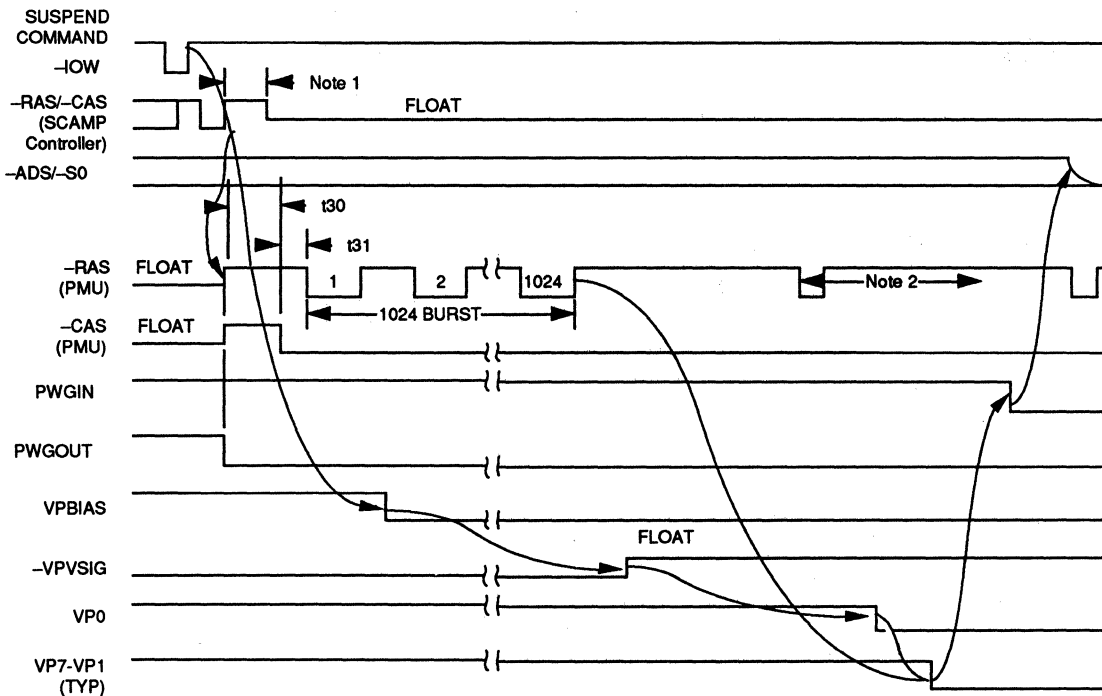 SUSPEND
COMMAND
–IOW
Note 1
–RAS/–CAS
(SCAMP
Controller)
FLOAT
–ADS/–S0
t30
t31
–RAS
(PMU)
FLOAT
1
2
1024
Note 2
1024 BURST
–CAS
(PMU)
FLOAT
PWGIN
PWGOUT
VPBIAS
FLOAT
–VPVSIG
VP0
VP7-VP1
(TYP)